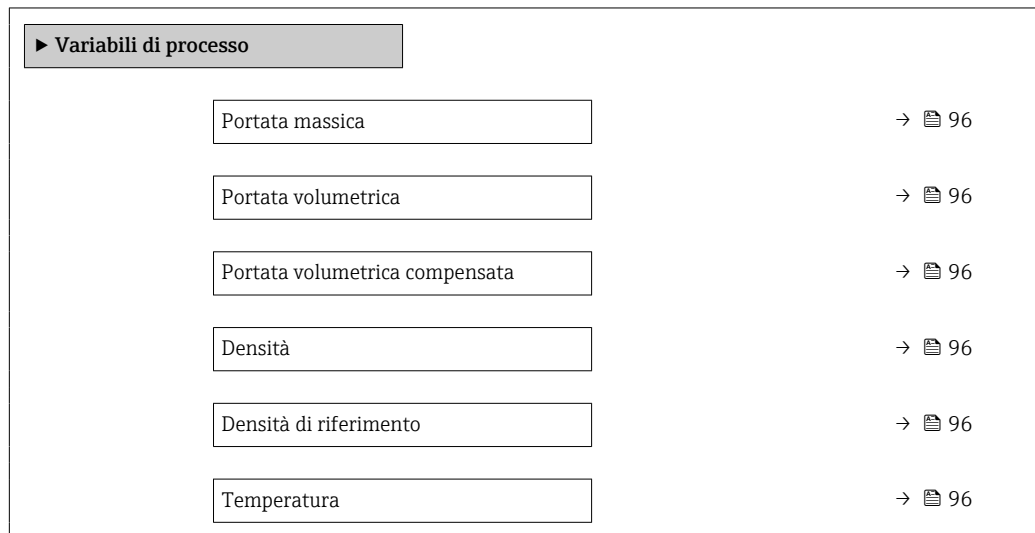 ▶ Variabili di processo
Portata massica → 96
Portata volumetrica → 96
Portata volumetrica compensata → 96
Densità → 96
Densità di riferimento → 96
Temperatura → 96